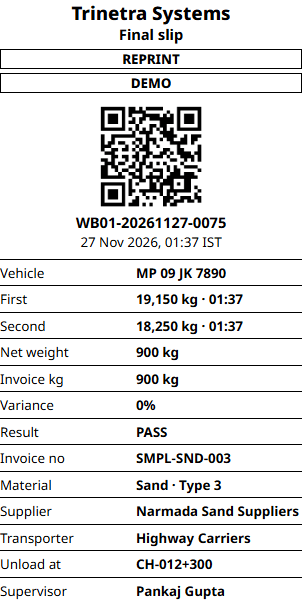 Trinetra Systems
Final slip
REPRINT
DEMO
WB01-20261127-0075
27 Nov 2026, 01:37 IST
Vehicle MP 09 JK 7890
First 19,150 kg · 01:37
Second 18,250 kg · 01:37
Net weight 900 kg
Invoice kg 900 kg
Variance 0%
Result PASS
Invoice no SMPL-SND-003
Material Sand · Type 3
Supplier Narmada Sand Suppliers
Transporter Highway Carriers
Unload at CH-012+300
Supervisor Pankaj Gupta